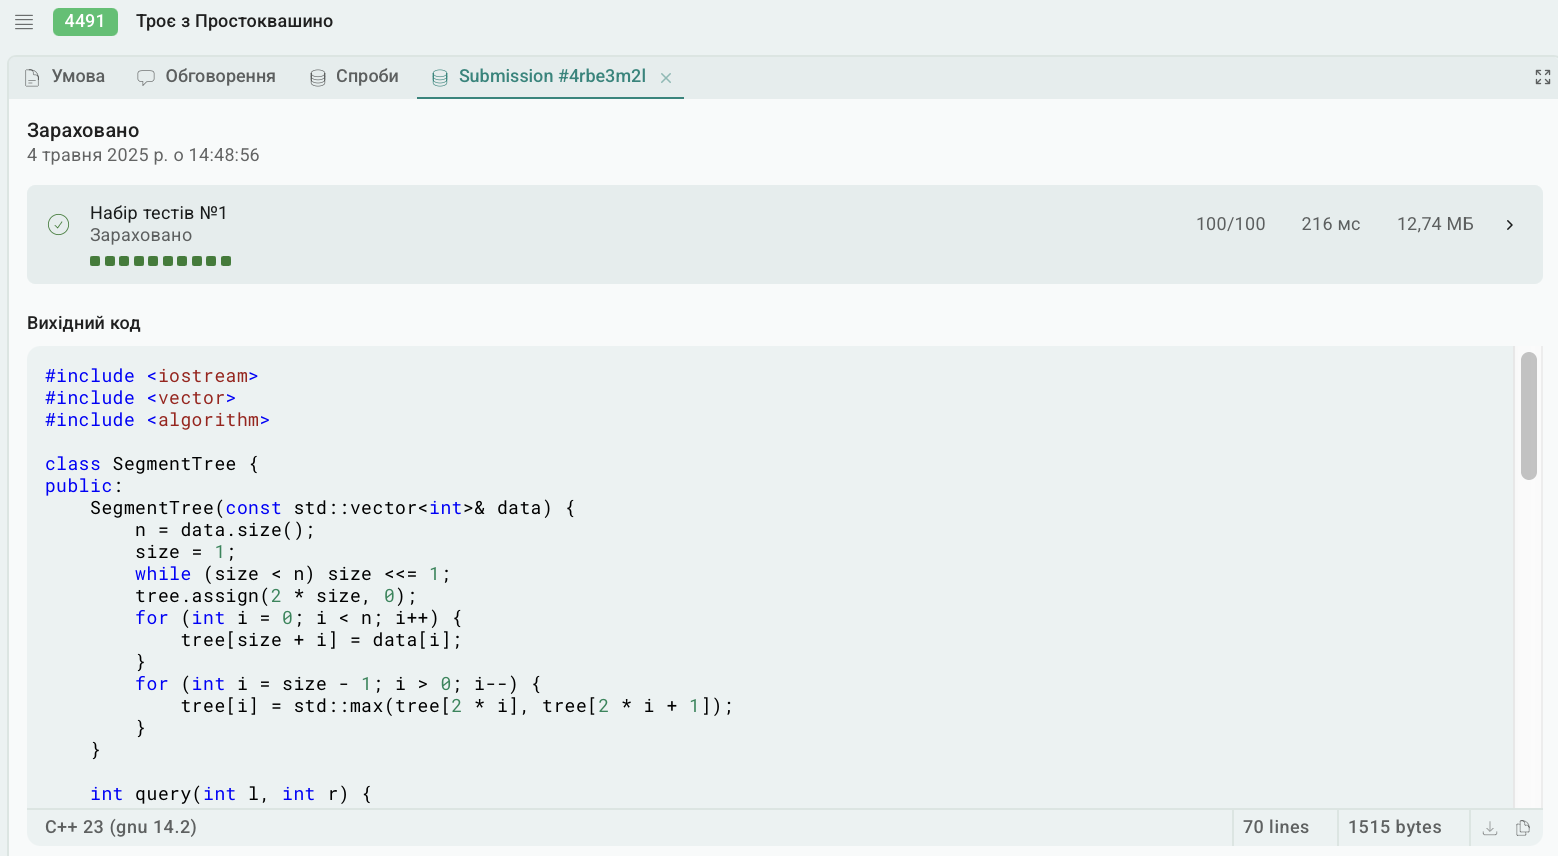 4491 Троє з Простоквашино
Умова Обговорення Спроби Submission #4rbe3m2l
Зараховано
4 травня 2025 р. о 14:48:56
Набір тестів №1
Зараховано
100/100 216 мс 12,74 МБ
Вихідний код
#include <iostream>
#include <vector>
#include <algorithm>
class SegmentTree {
public:
    SegmentTree(const std::vector<int>& data) {
        n = data.size();
        size = 1;
        while (size < n) size <<= 1;
        tree.assign(2 * size, 0);
        for (int i = 0; i < n; i++) {
            tree[size + i] = data[i];
        }
        for (int i = size - 1; i > 0; i--) {
            tree[i] = std::max(tree[2 * i], tree[2 * i + 1]);
        }
    }
    int query(int l, int r) {
C++ 23 (gnu 14.2) 70 lines 1515 bytes